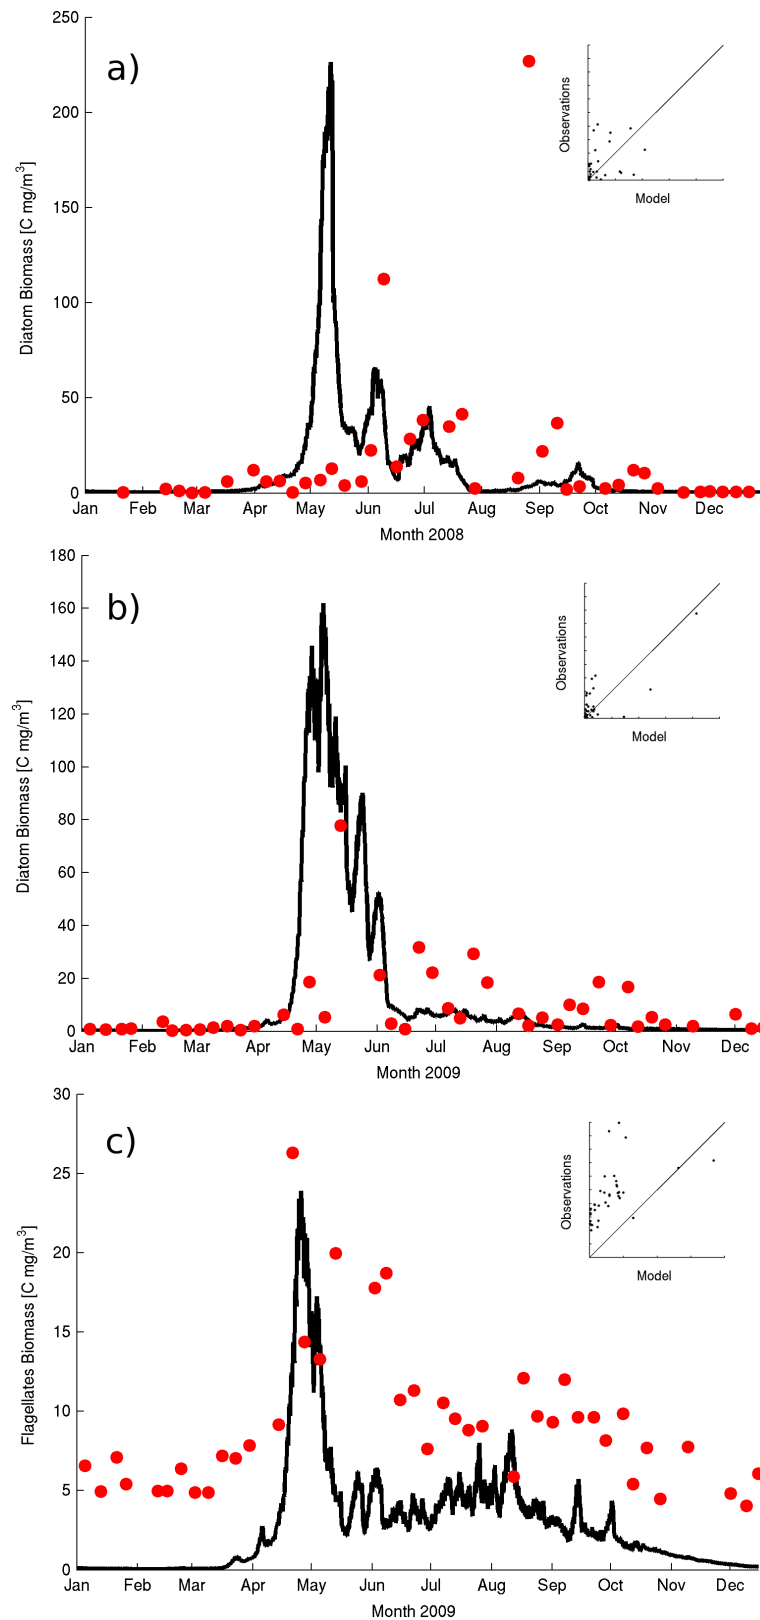 250
200
150
100
50
0
Diatom Biomass [C mg/m³]
a)
Observations
Model
Jan Feb Mar Apr May Jun Jul Aug Sep Oct Nov Dec
Month 2008
180
160
140
120
100
80
60
40
20
0
Diatom Biomass [C mg/m³]
b)
Observations
Model
Jan Feb Mar Apr May Jun Jul Aug Sep Oct Nov Dec
Month 2009
30
25
20
15
10
5
0
Flagellates Biomass [C mg/m³]
c)
Observations
Model
Jan Feb Mar Apr May Jun Jul Aug Sep Oct Nov Dec
Month 2009